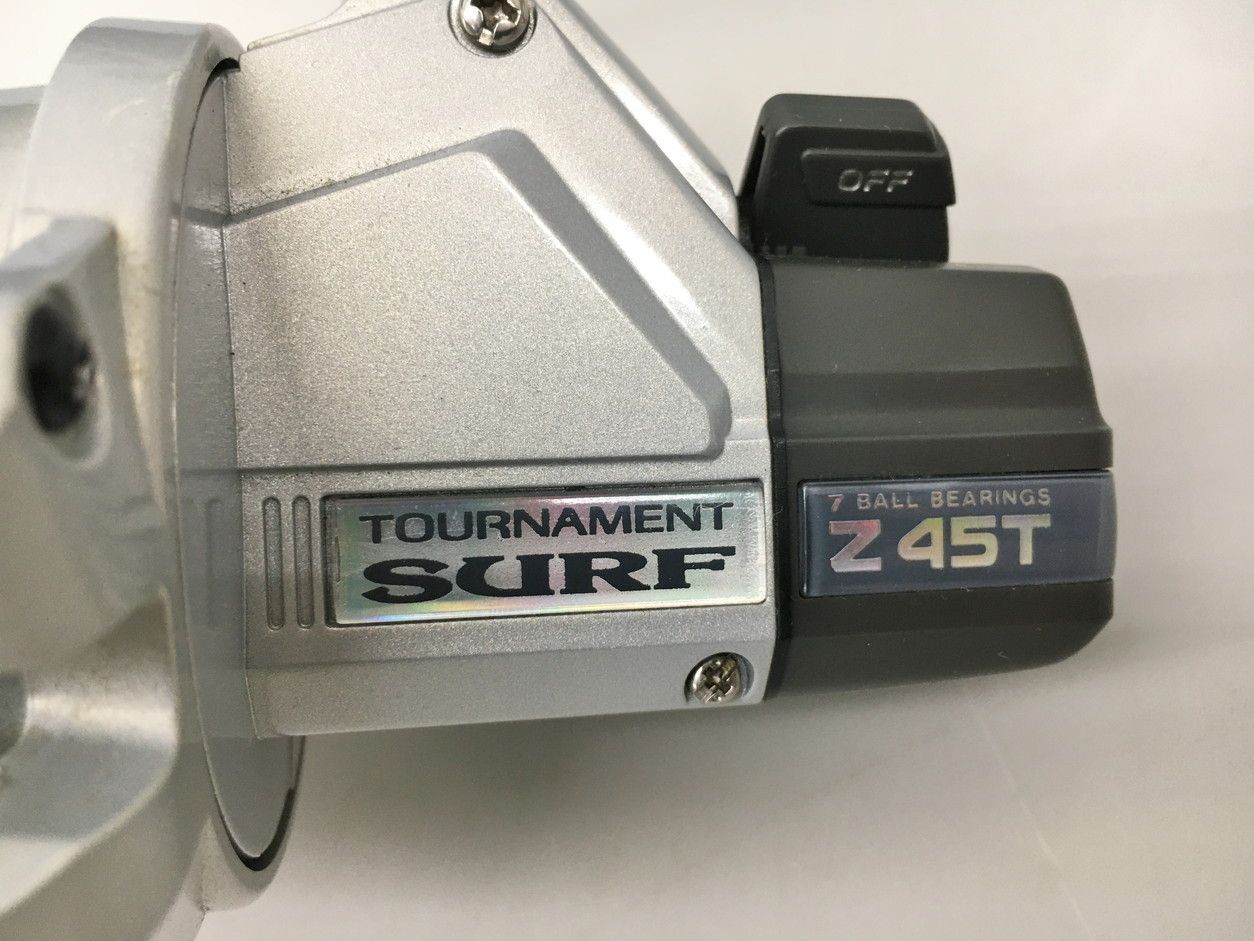 OFF
TOURNAMENT
SURF
7 BALL BEARINGS
Z 45T